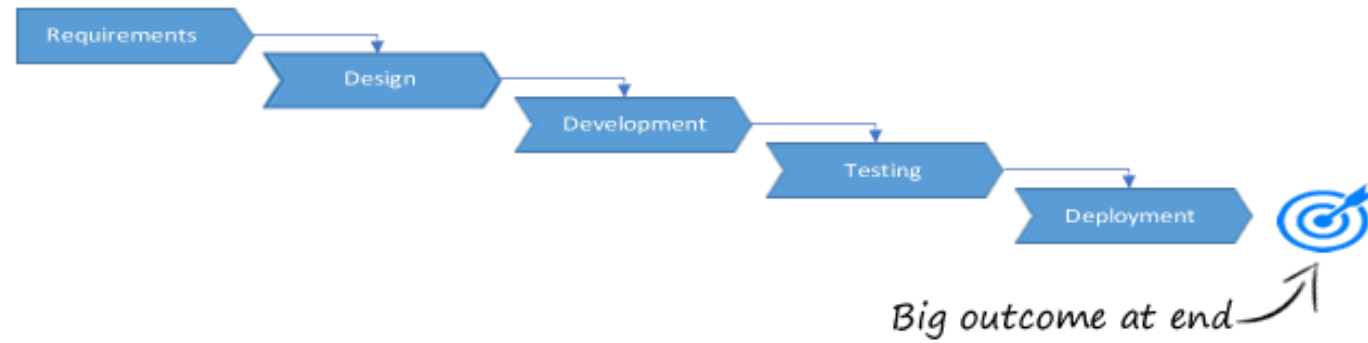 Requirements
Design
Development
Testing
Deployment
Big outcome at end